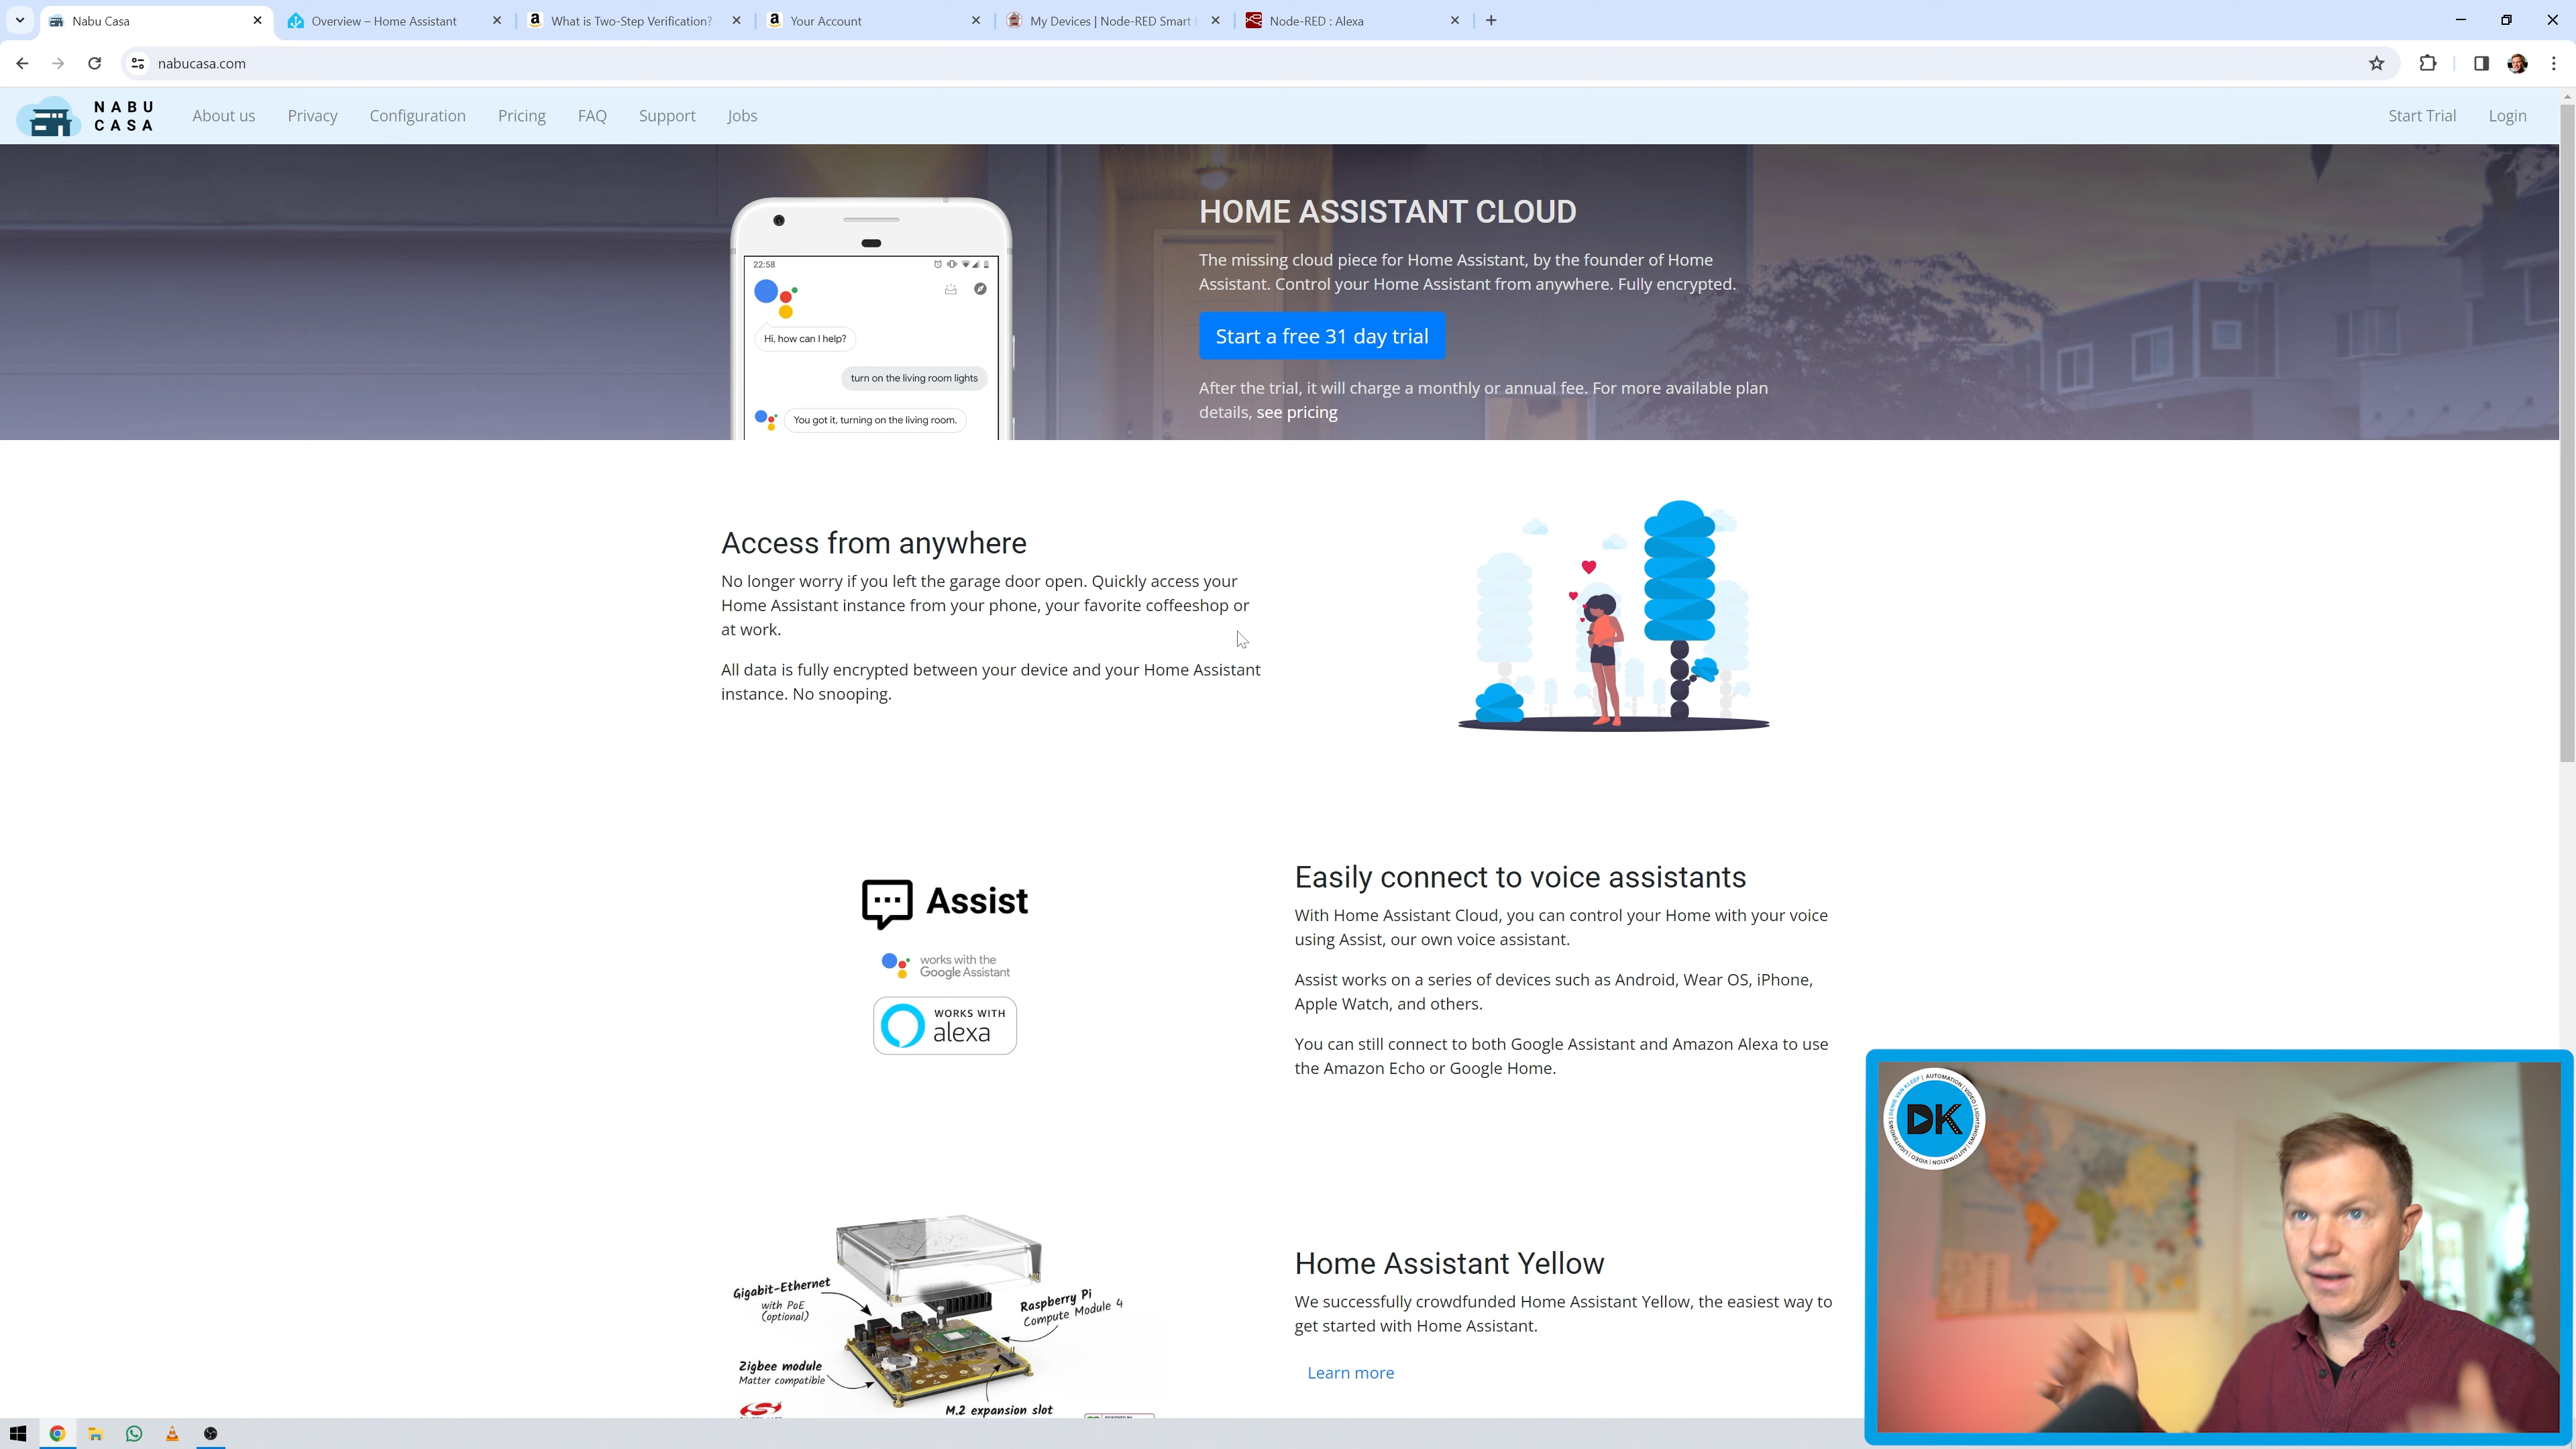 Nabu Casa
Overview – Home Assistant
What is Two-Step Verification?
Your Account
My Devices | Node-RED Smart
Node-RED : Alexa
nabucasa.com
NABU
CASA
About us
Privacy
Configuration
Pricing
FAQ
Support
Jobs
Start Trial
Login
22:58
Hi, how can I help?
turn on the living room lights
You got it, turning on the living room.
HOME ASSISTANT CLOUD
The missing cloud piece for Home Assistant, by the founder of Home
Assistant. Control your Home Assistant from anywhere. Fully encrypted.
Start a free 31 day trial
After the trial, it will charge a monthly or annual fee. For more available plan
details, see pricing
Access from anywhere
No longer worry if you left the garage door open. Quickly access your
Home Assistant instance from your phone, your favorite coffeeshop or
at work.
All data is fully encrypted between your device and your Home Assistant
instance. No snooping.
Assist
works with the
Google Assistant
WORKS WITH
alexa
Easily connect to voice assistants
With Home Assistant Cloud, you can control your Home with your voice
using Assist, our own voice assistant.
Assist works on a series of devices such as Android, Wear OS, iPhone,
Apple Watch, and others.
You can still connect to both Google Assistant and Amazon Alexa to use
the Amazon Echo or Google Home.
Gigabit-Ethernet
with PoE
(optional)
Raspberry Pi
Compute Module 4
Zigbee module
Matter compatible
M.2 expansion slot
Home Assistant Yellow
We successfully crowdfunded Home Assistant Yellow, the easiest way to
get started with Home Assistant.
Learn more
DK
DENIE VAN KLEEF | AUTOMATION | VIDEO | LIGHTSHOWS | AUTOMATION | VIDEO | LIGHTSHOWS |